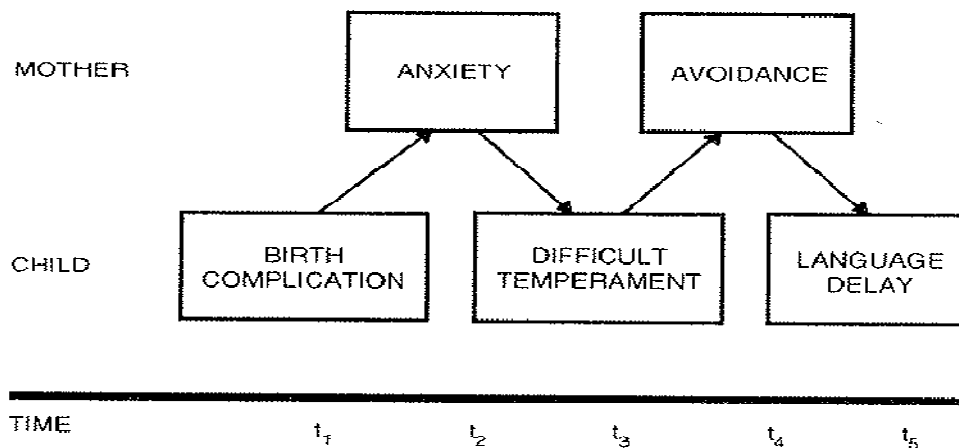 MOTHER
ANXIETY
AVOIDANCE
CHILD
BIRTH
COMPLICATION
DIFFICULT
TEMPERAMENT
LANGUAGE
DELAY
TIME
t₁ t₂ t₃ t₄ t₅